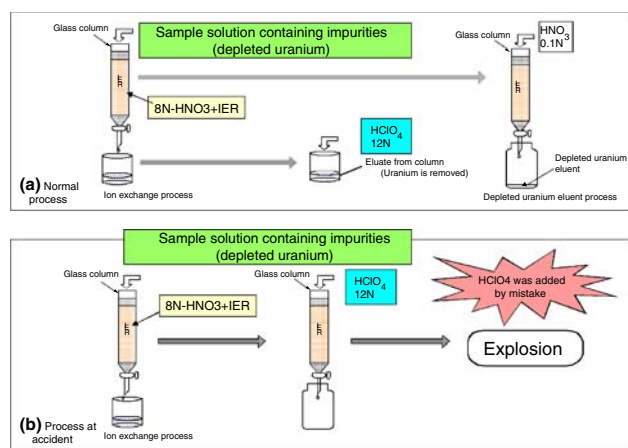 Glass column
Sample solution containing impurities
(depleted uranium)
Glass column
HNO3
0.1N
8N-HNO3+IER
HClO4
12N
Eluate from column
(Uranium is removed)
Depleted uranium
eluent
(a) Normal
process
Ion exchange process
Depleted uranium eluent process
Sample solution containing impurities
(depleted uranium)
Glass column
Glass column
HClO4
12N
HClO4 was added
by mistake
8N-HNO3+IER
Explosion
(b) Process at
accident
Ion exchange process